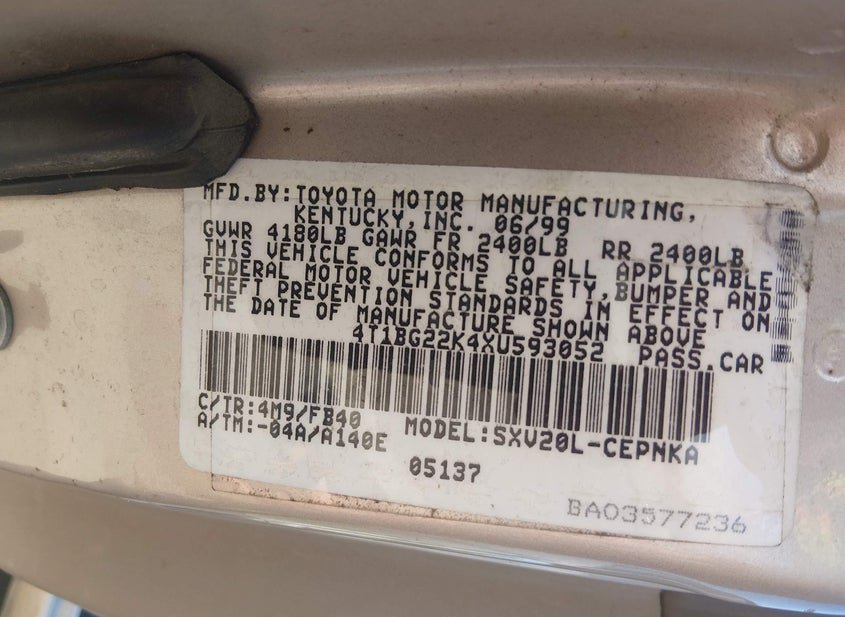 MFD.BY:TOYOTA MOTOR MANUFACTURING,
KENTUCKY,INC. 06/99
GVWR 4180LB GAWR FR 2400LB RR 2400LB
THIS VEHICLE CONFORMS TO ALL APPLICABLE
FEDERAL MOTOR VEHICLE SAFETY,BUMPER AND
THEFT PREVENTION STANDARDS IN EFFECT ON
THE DATE OF MANUFACTURE SHOWN ABOVE
4T1BG22K4XU593052 PASS.CAR
C/TR:4M9/FB40
A/TM:-04A/A140E MODEL:SXV20L-CEPNKA
05137
BA03577236